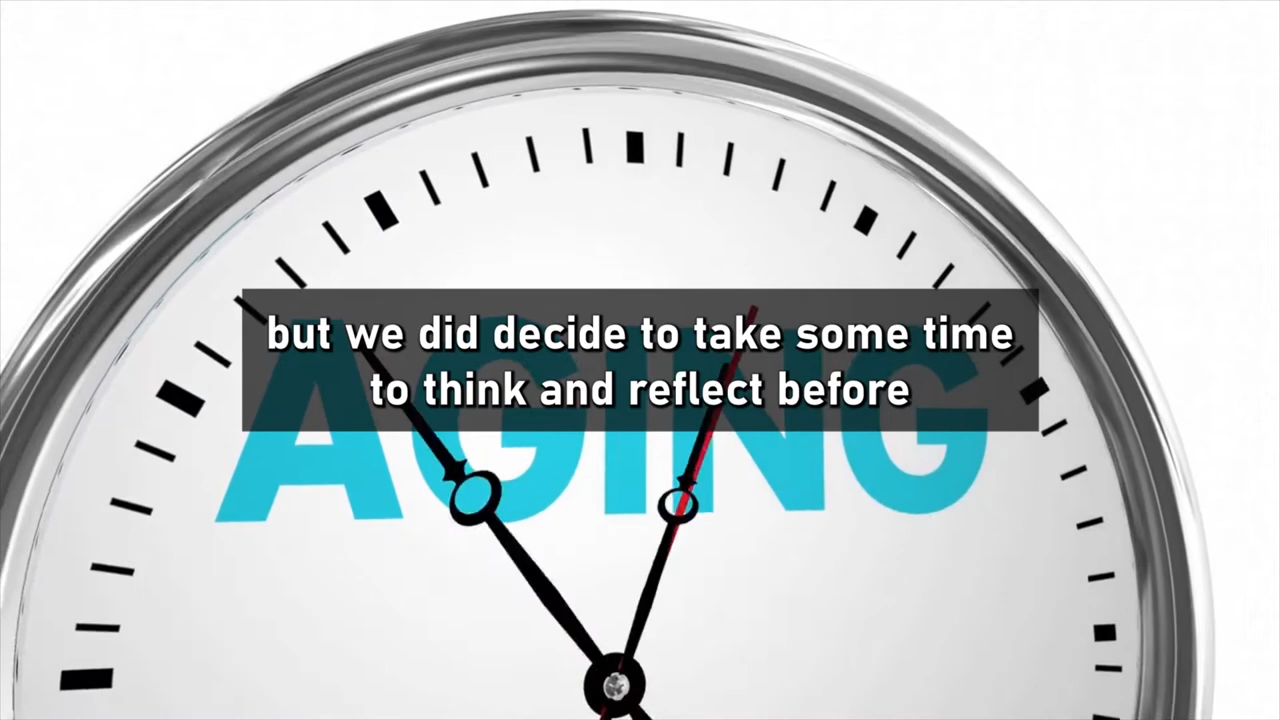 but we did decide to take some time
to think and reflect before
AGING